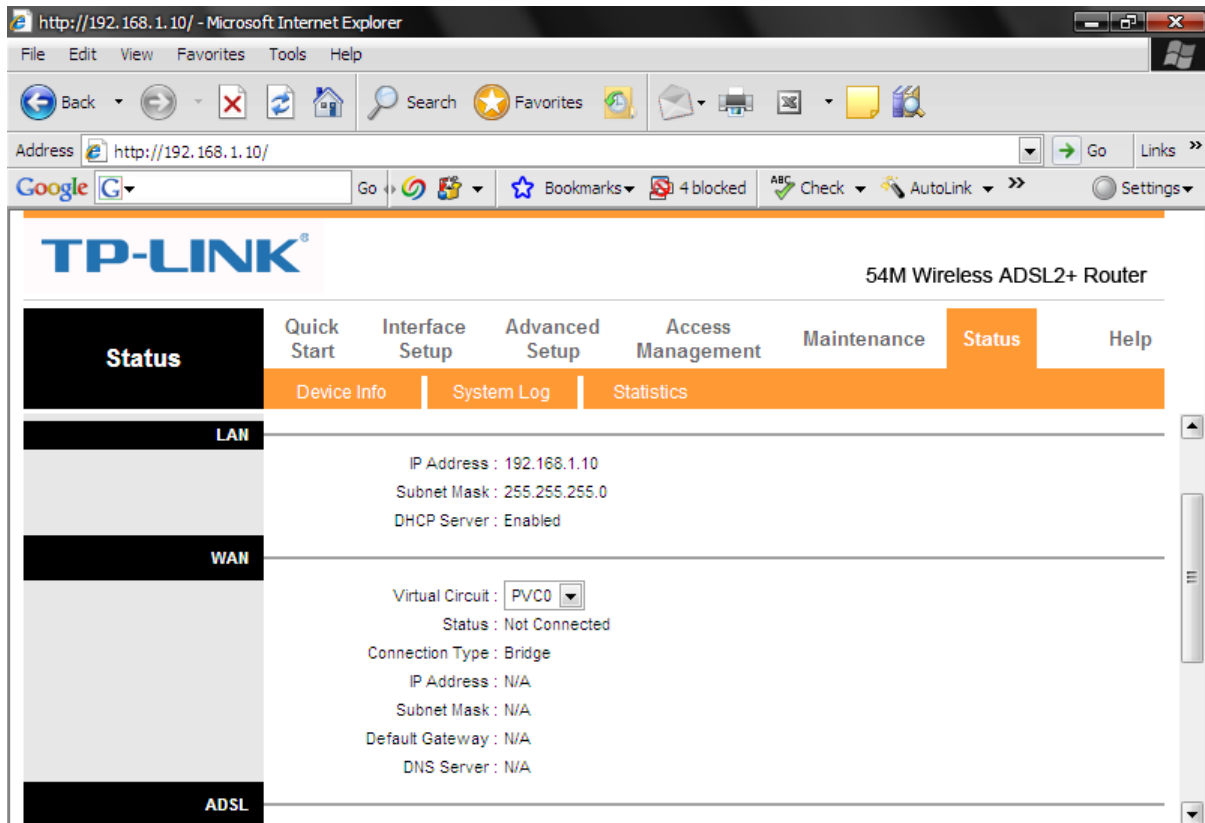 http://192.168.1.10/ - Microsoft Internet Explorer
File Edit View Favorites Tools Help
Back Search Favorites
Address http://192.168.1.10/ Go Links »
Google G Go Bookmarks 4 blocked ABC Check AutoLink » Settings
TP-LINK®
54M Wireless ADSL2+ Router
Status
Quick Start Interface Setup Advanced Setup Access Management Maintenance Status Help
Device Info System Log Statistics
LAN
IP Address : 192.168.1.10
Subnet Mask : 255.255.255.0
DHCP Server : Enabled
WAN
Virtual Circuit : PVC0
Status : Not Connected
Connection Type : Bridge
IP Address : N/A
Subnet Mask : N/A
Default Gateway : N/A
DNS Server : N/A
ADSL